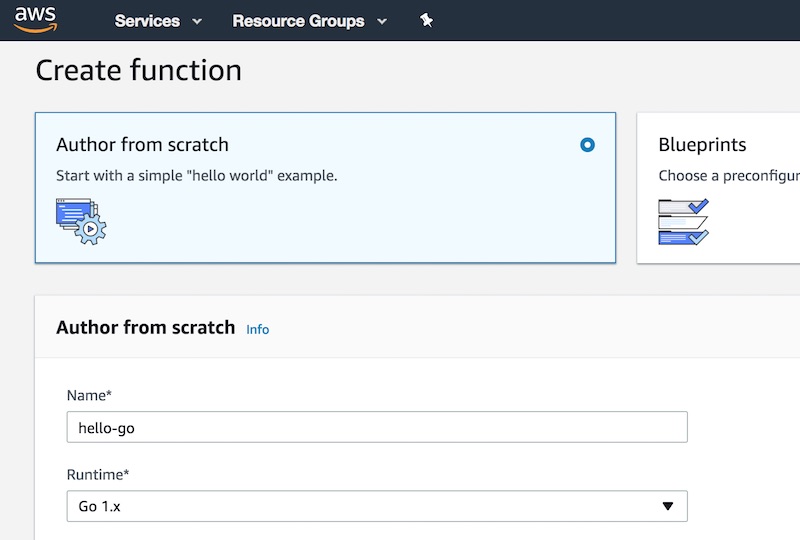 aws
Services
Resource Groups
Create function
Author from scratch
Start with a simple "hello world" example.
Blueprints
Choose a preconfigur
Author from scratch Info
Name*
hello-go
Runtime*
Go 1.x